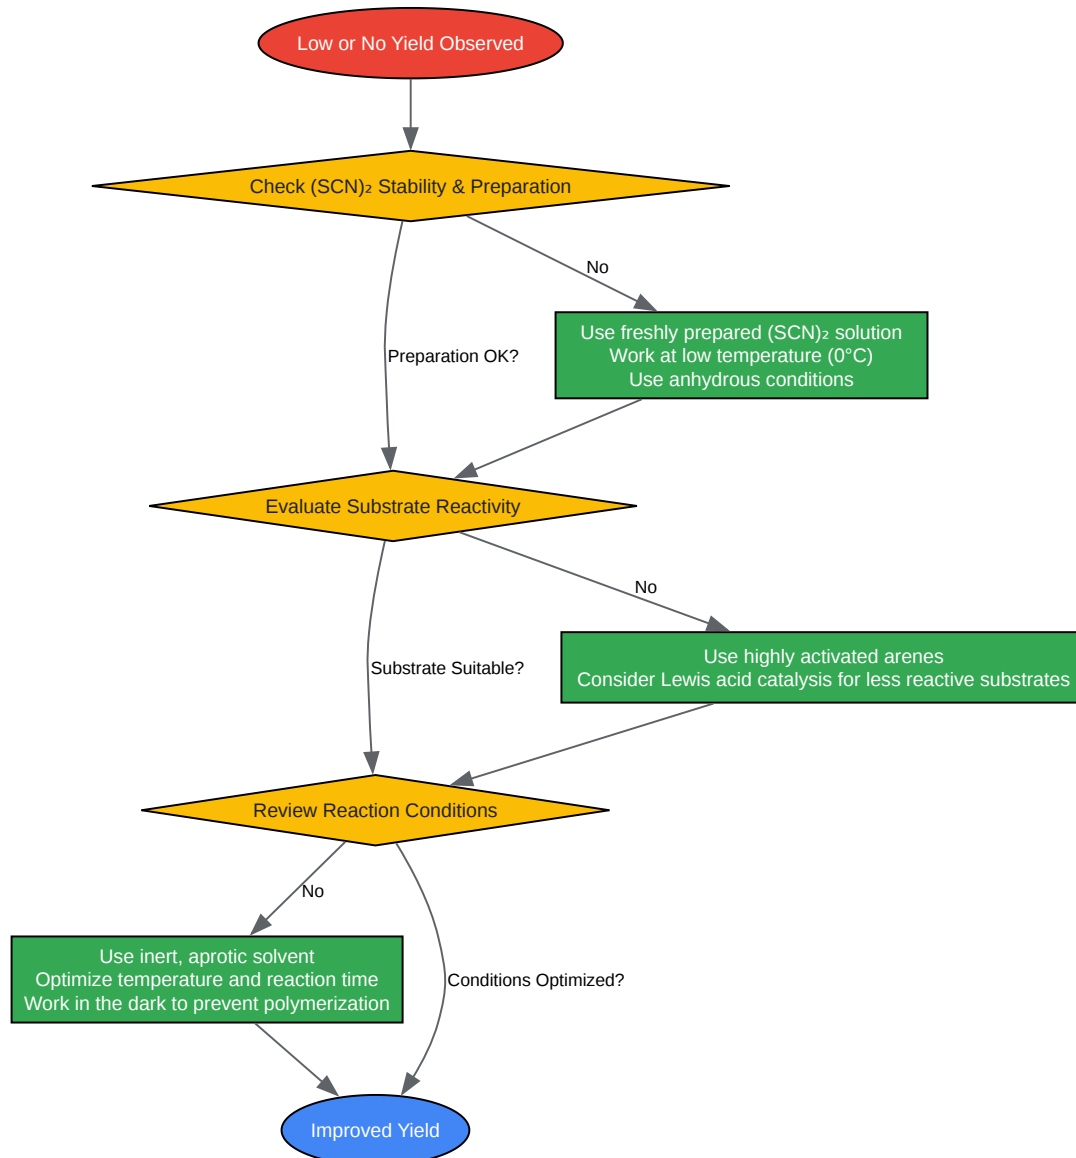 Low or No Yield Observed
Check (SCN)₂ Stability & Preparation
No
Use freshly prepared (SCN)₂ solution
Work at low temperature (0°C)
Use anhydrous conditions
Preparation OK?
Evaluate Substrate Reactivity
No
Use highly activated arenes
Consider Lewis acid catalysis for less reactive substrates
Substrate Suitable?
Review Reaction Conditions
No
Use inert, aprotic solvent
Optimize temperature and reaction time
Work in the dark to prevent polymerization
Conditions Optimized?
Improved Yield